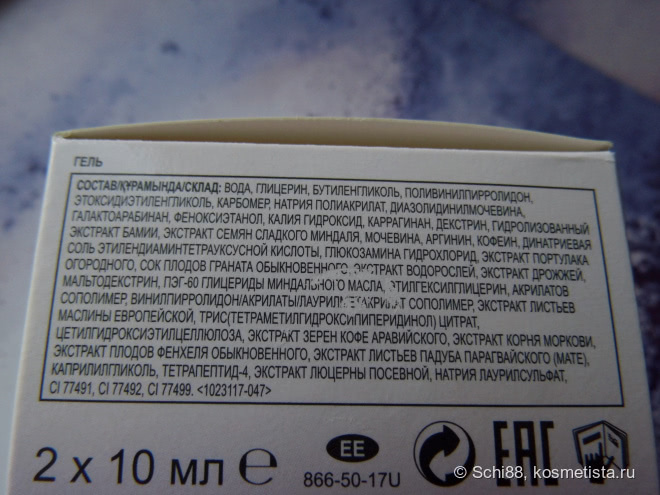 ГЕЛЬ
СОСТАВ/ҚҰРАМЫНДА/СКЛАД: ВОДА, ГЛИЦЕРИН, БУТИЛЕНГЛИКОЛЬ, ПОЛИВИНИЛПИРРОЛИДОН,
ЭТОКСИДИЭТИЛЕНГЛИКОЛЬ, КАРБОМЕР, НАТРИЯ ПОЛИАКРИЛАТ, ДИАЗОЛИДИНИЛМОЧЕВИНА,
ГАЛАКТОАРАБИНАН, ФЕНОКСИЭТАНОЛ, КАЛИЯ ГИДРОКСИД, КАРРАГИНАН, ДЕКСТРИН, ГИДРОЛИЗОВАННЫЙ
ЭКСТРАКТ БАМИИ, ЭКСТРАКТ СЕМЯН СЛАДКОГО МИНДАЛЯ, МОЧЕВИНА, АРГИНИН, КОФЕИН, ДИНАТРИЕВАЯ
СОЛЬ ЭТИЛЕНДИАМИНТЕТРАУКСУСНОЙ КИСЛОТЫ, ГЛЮКОЗАМИНА ГИДРОХЛОРИД, ЭКСТРАКТ ПОРТУЛАКА
ОГОРОДНОГО, СОК ПЛОДОВ ГРАНАТА ОБЫКНОВЕННОГО, ЭКСТРАКТ ВОДОРОСЛЕЙ, ЭКСТРАКТ ДРОЖЖЕЙ,
МАЛЬТОДЕКСТРИН, ПЭГ-60 ГЛИЦЕРИДЫ МИНДАЛЬНОГО МАСЛА, ЭТИЛГЕКСИЛГЛИЦЕРИН, АКРИЛАТОВ
СОПОЛИМЕР, ВИНИЛПИРРОЛИДОН/АКРИЛАТЫ/ЛАУРИЛМЕТАКРИЛАТ СОПОЛИМЕР, ЭКСТРАКТ ЛИСТЬЕВ
МАСЛИНЫ ЕВРОПЕЙСКОЙ, ТРИС(ТЕТРАМЕТИЛГИДРОКСИПИПЕРИДИНОЛ) ЦИТРАТ,
ЦЕТИЛГИДРОКСИЭТИЛЦЕЛЛЮЛОЗА, ЭКСТРАКТ ЗЕРЕН КОФЕ АРАВИЙСКОГО, ЭКСТРАКТ КОРНЯ МОРКОВИ,
ЭКСТРАКТ ПЛОДОВ ФЕНХЕЛЯ ОБЫКНОВЕННОГО, ЭКСТРАКТ ЛИСТЬЕВ ПАДУБА ПАРАГВАЙСКОГО (МАТЕ),
КАПРИЛИЛГЛИКОЛЬ, ТЕТРАПЕПТИД-4, ЭКСТРАКТ ЛЮЦЕРНЫ ПОСЕВНОЙ, НАТРИЯ ЛАУРИЛСУЛЬФАТ,
CI 77491, CI 77492, CI 77499. <1023117-047>
2 x 10 мл ℮
EE
866-50-17U
EAC
© Schi88, kosmetista.ru